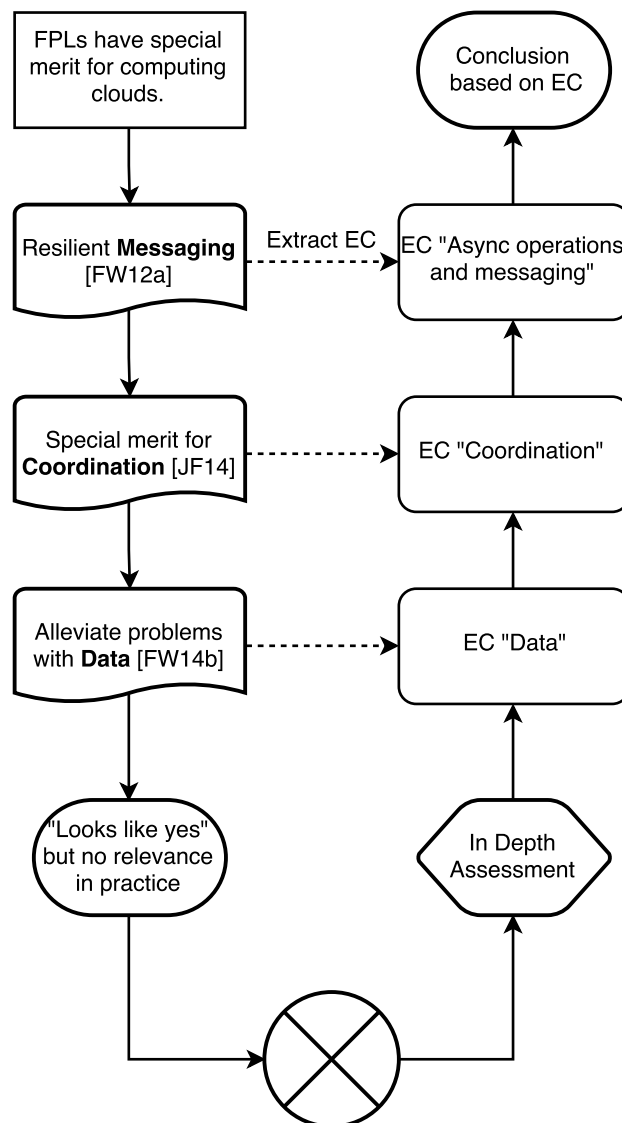 FPLs have special
merit for computing
clouds.
Resilient Messaging
[FW12a]
Special merit for
Coordination [JF14]
Alleviate problems
with Data [FW14b]
"Looks like yes"
but no relevance
in practice
Extract EC
Conclusion
based on EC
EC "Async operations
and messaging"
EC "Coordination"
EC "Data"
In Depth
Assessment